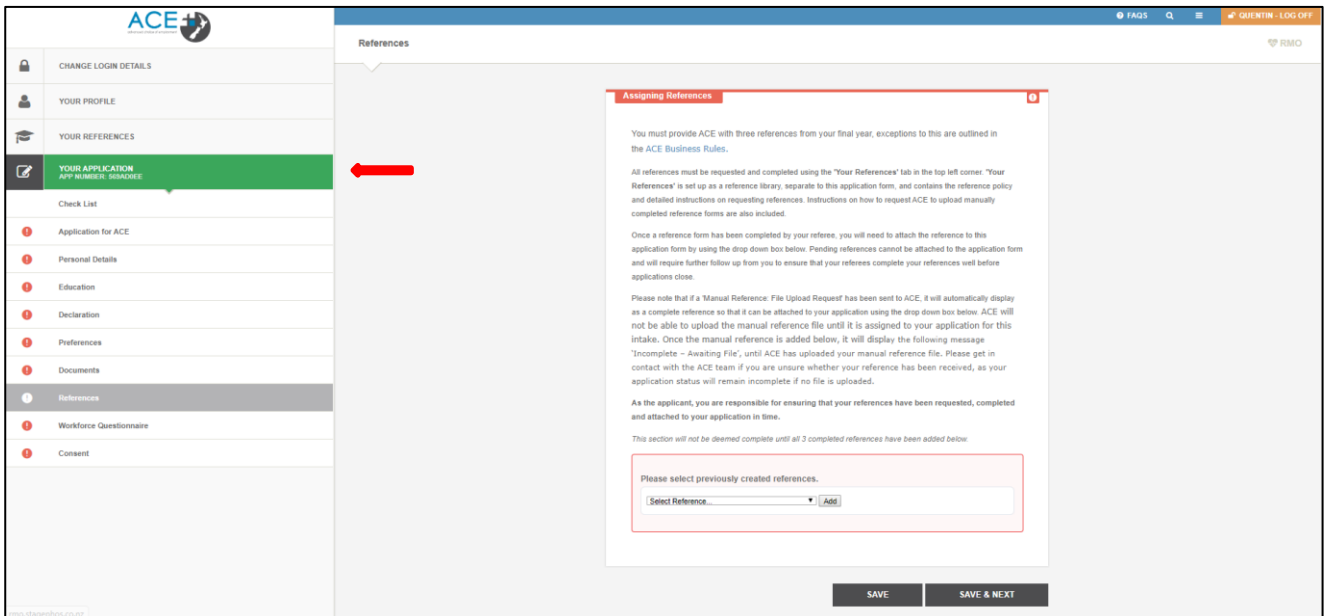 ACE
FAQS
QUENTIN - LOG OFF
References
RMO
CHANGE LOGIN DETAILS
YOUR PROFILE
YOUR REFERENCES
YOUR APPLICATION
APP NUMBER:
Check List
Application for ACE
Personal Details
Education
Declaration
Preferences
Documents
References
Workforce Questionnaire
Consent
Assigning References
You must provide ACE with three references from your final year, exceptions to this are outlined in
the ACE Business Rules.
All references must be requested and completed using the 'Your References' tab in the top left corner. 'Your
References' is set up as a reference library, separate to this application form, and contains the reference policy
and detailed instructions on requesting references. Instructions on how to request ACE to upload manually
completed reference forms are also included.
Once a reference form has been completed by your referee, you will need to attach the reference to this
application form by using the drop down box below. Pending references cannot be attached to the application form
and will require further follow up from you to ensure that your referees complete your references well before
applications close.
Please note that if a 'Manual Reference: File Upload Request' has been sent to ACE, it will automatically display
as a complete reference so that it can be attached to your application using the drop down box below. ACE will
not be able to upload the manual reference file until it is assigned to your application for this
intake. Once the manual reference is added below, it will display the following message
'Incomplete – Awaiting File', until ACE has uploaded your manual reference file. Please get in
contact with the ACE team if you are unsure whether your reference has been received, as your
application status will remain incomplete if no file is uploaded.
As the applicant, you are responsible for ensuring that your references have been requested, completed
and attached to your application in time.
This section will not be deemed complete until all 3 completed references have been added below.
Please select previously created references.
Select Reference...
Add
SAVE
SAVE & NEXT